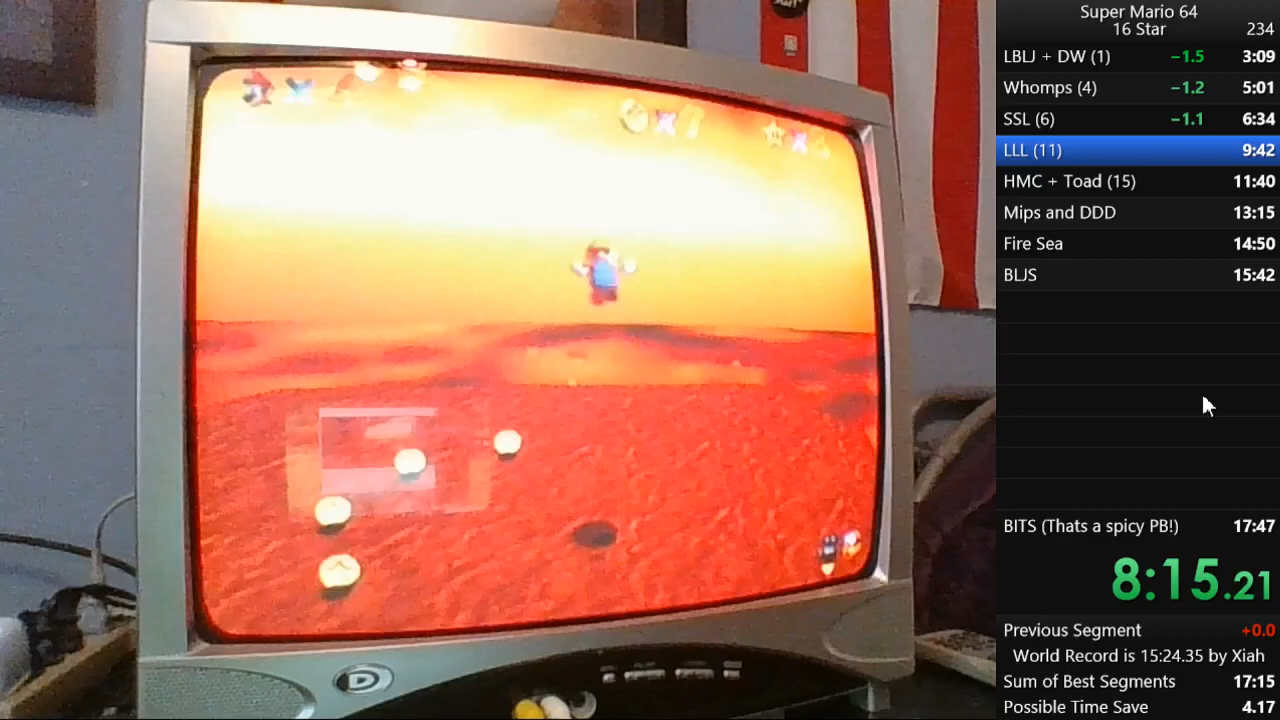 Super Mario 64
16 Star 234
LBLJ + DW (1) −1.5 3:09
Whomps (4) −1.2 5:01
SSL (6) −1.1 6:34
LLL (11) 9:42
HMC + Toad (15) 11:40
Mips and DDD 13:15
Fire Sea 14:50
BLJS 15:42
BITS (Thats a spicy PB!) 17:47
8:15.21
Previous Segment +0.0
World Record is 15:24.35 by Xiah
Sum of Best Segments 17:15
Possible Time Save 4.17